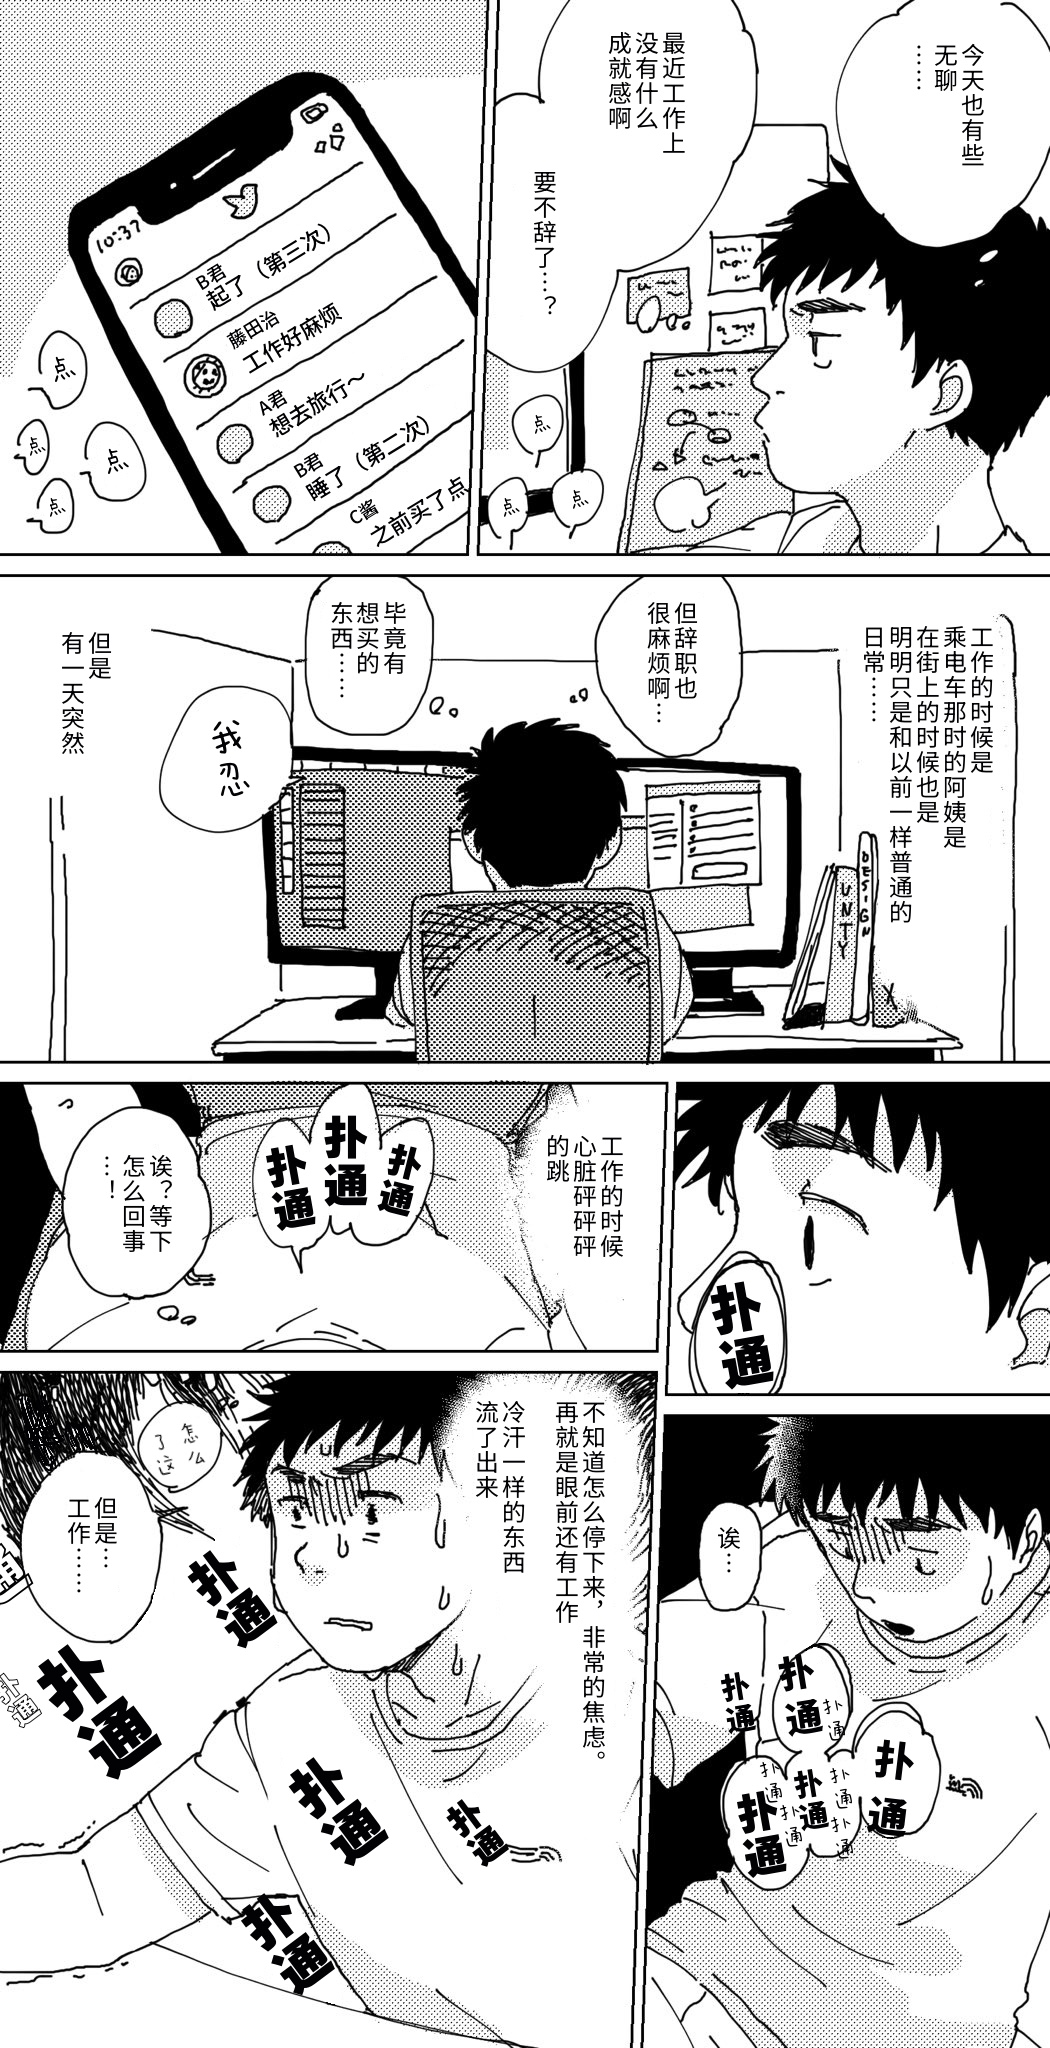 今天也有些
无聊
……
最近工作上
没有什么
成就感啊
要不辞了…？
10:37
B君
起了（第三次）
藤田治
工作好麻烦
A君
想去旅行～
B君
睡了（第二次）
C酱
之前买了点
点
点
点
点
点
点
点
工作的时候是
乘电车那时的阿姨是
在街上的时候也是
明明只是和以前一样普通的
日常……
但辞职也
很麻烦啊…
毕竟有
想买的
东西……
我
忍
但是
有一天突然
DESIGN
UNTY
扑通
工作的时候
心脏砰砰砰
的跳
扑通
扑通
扑通
诶？等下
怎么回事
…！
诶…
扑通
扑通
扑通
扑通
扑通
扑通
扑通
扑通
扑通
扑通
不知道怎么停下来，非常的焦虑。
再就是眼前还有工作
冷汗一样的东西
流了出来
怎么
了这
但是…
工作……
扑通
扑通
扑通
扑通
扑通
扑通
通